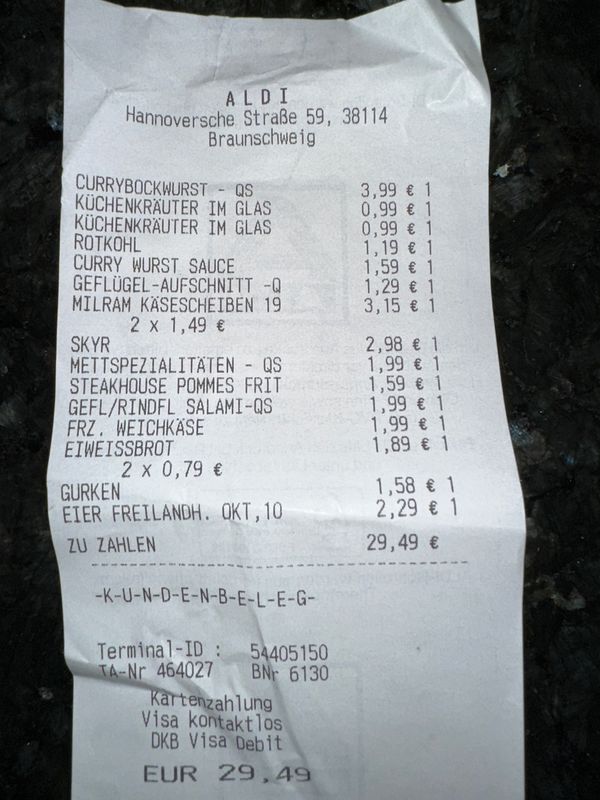 ALDI
Hannoversche Straße 59, 38114
Braunschweig
CURRYBOCKWURST - QS 3,99 € 1
KÜCHENKRÄUTER IM GLAS 0,99 € 1
KÜCHENKRÄUTER IM GLAS 0,99 € 1
ROTKOHL 1,19 € 1
CURRY WURST SAUCE 1,59 € 1
GEFLÜGEL-AUFSCHNITT -Q 1,29 € 1
MILRAM KÄSESCHEIBEN 19 3,15 € 1
2 x 1,49 €
SKYR 2,98 € 1
METTSPEZIALITÄTEN - QS 1,99 € 1
STEAKHOUSE POMMES FRIT 1,59 € 1
GEFL/RINDFL SALAMI-QS 1,99 € 1
FRZ. WEICHKÄSE 1,99 € 1
EIWEISSBROT 1,89 € 1
2 x 0,79 €
GURKEN 1,58 € 1
EIER FREILANDH. OKT,10 2,29 € 1
ZU ZAHLEN 29,49 €
-K-U-N-D-E-N-B-E-L-E-G-
Terminal-ID : 54405150
TA-Nr 464027 BNr 6130
Kartenzahlung
Visa kontaktlos
DKB Visa Debit
EUR 29,49